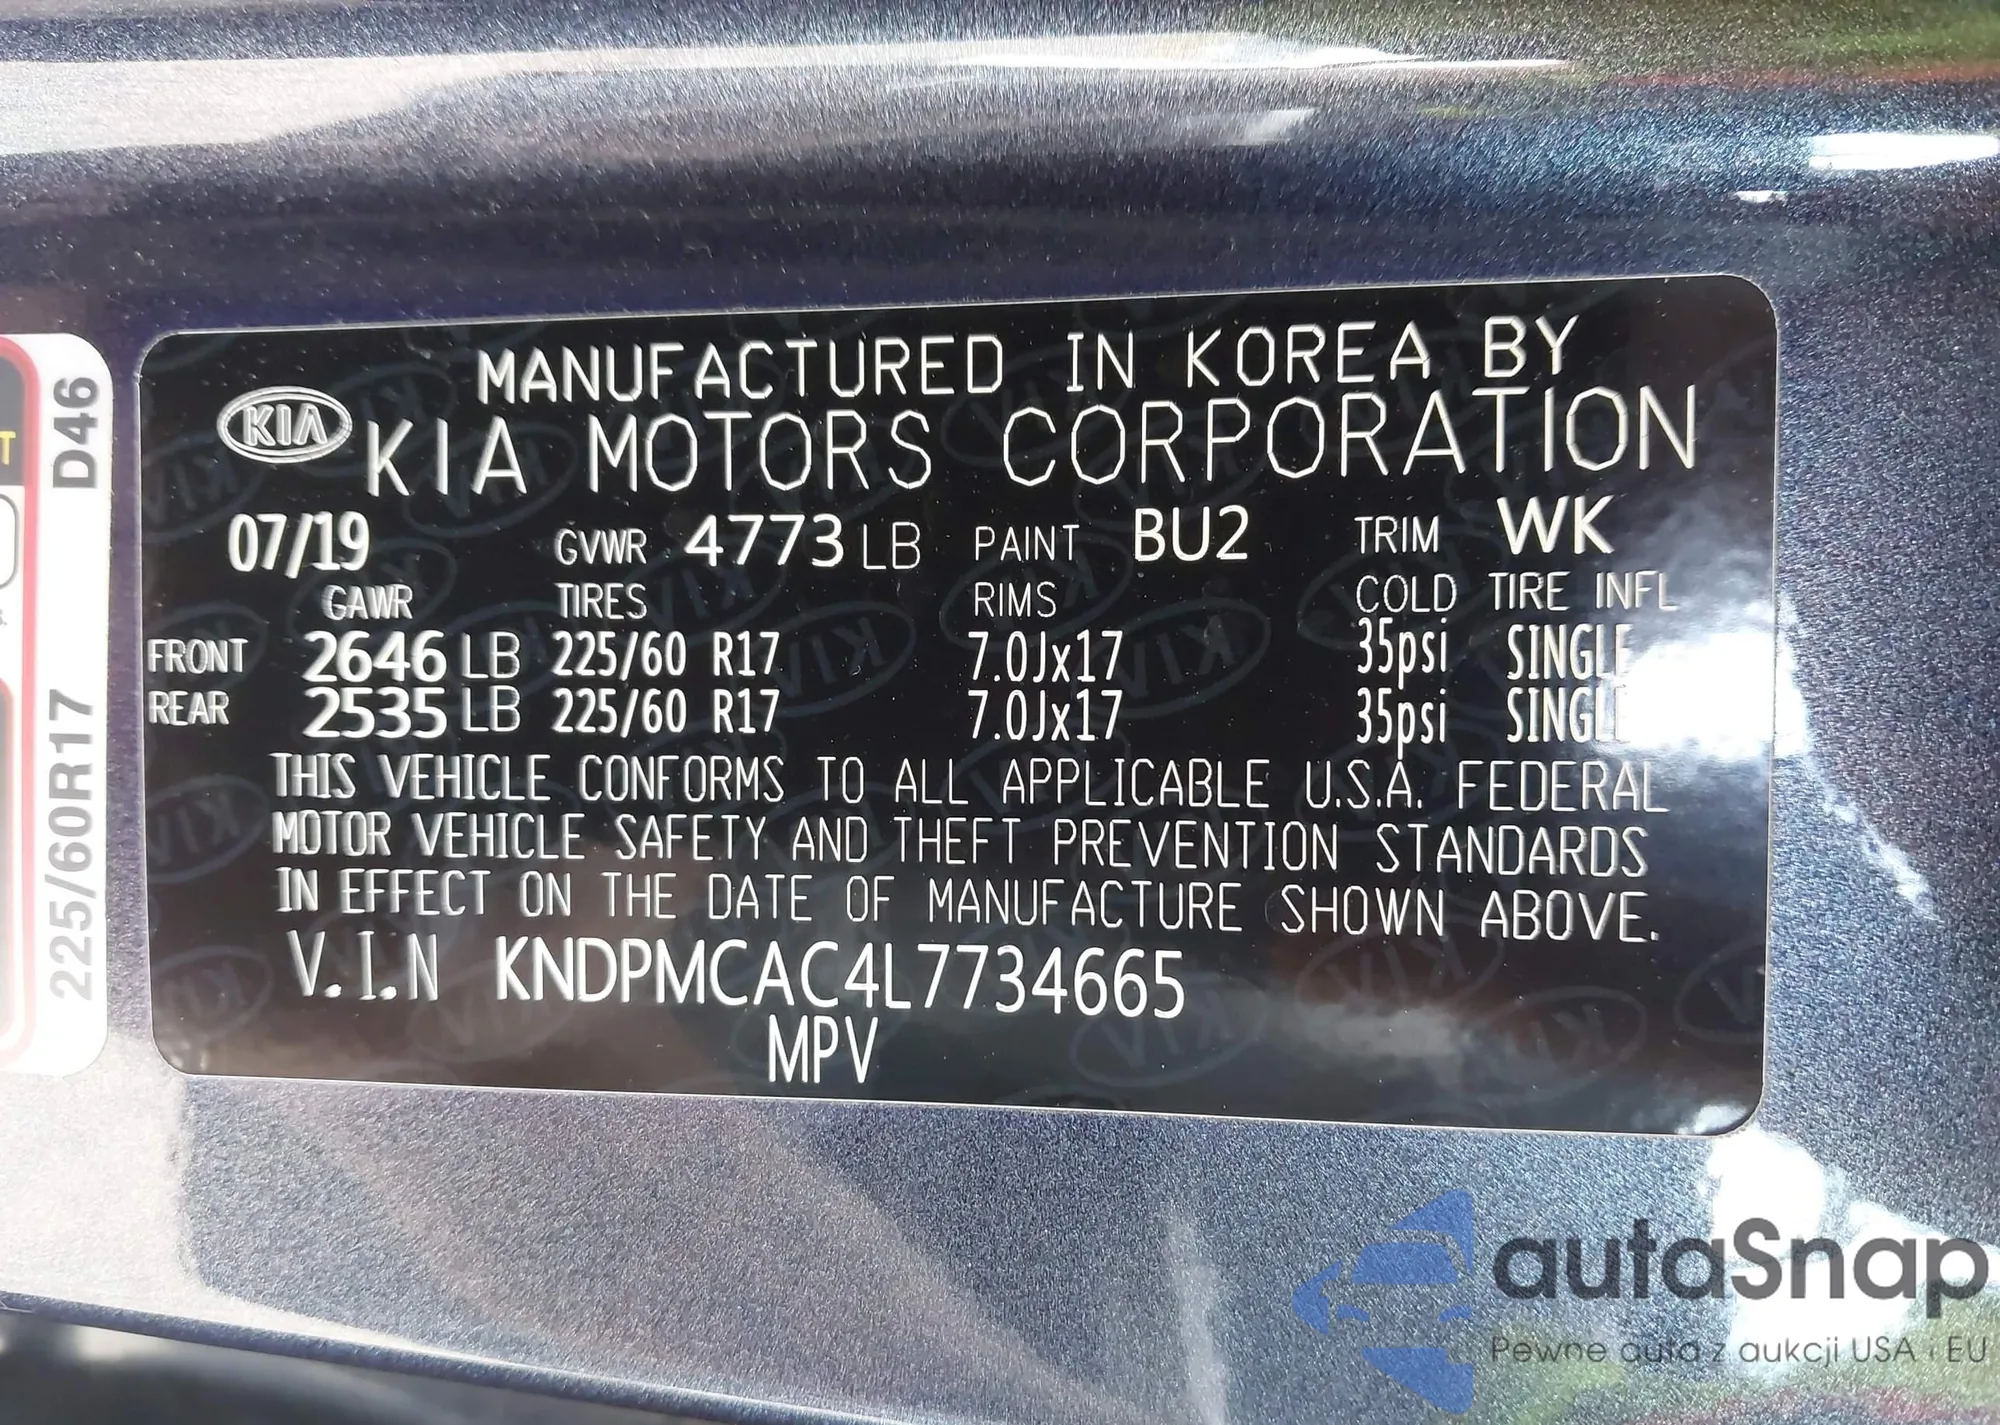 MANUFACTURED IN KOREA BY
KIA KIA MOTORS CORPORATION
07/19 GVWR 4773 LB PAINT BU2 TRIM WK
GAWR TIRES RIMS COLD TIRE INFL
FRONT 2646 LB 225/60 R17 7.0Jx17 35psi SINGLE
REAR 2535 LB 225/60 R17 7.0Jx17 35psi SINGLE
THIS VEHICLE CONFORMS TO ALL APPLICABLE U.S.A. FEDERAL
MOTOR VEHICLE SAFETY AND THEFT PREVENTION STANDARDS
IN EFFECT ON THE DATE OF MANUFACTURE SHOWN ABOVE.
V.I.N KNDPMCAC4L7734665
MPV
225/60R17 D46
autaSnap
Pewne auta z aukcji USA i EU